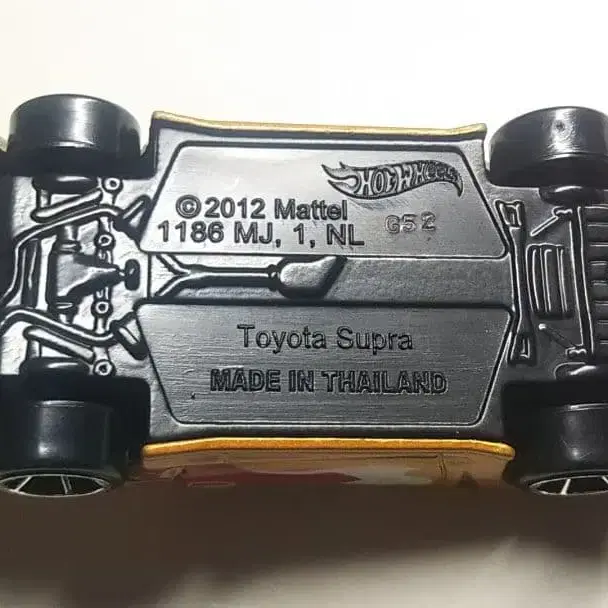 HOT WHEELS
©2012 Mattel
1186 MJ, 1, NL G52
Toyota Supra
MADE IN THAILAND